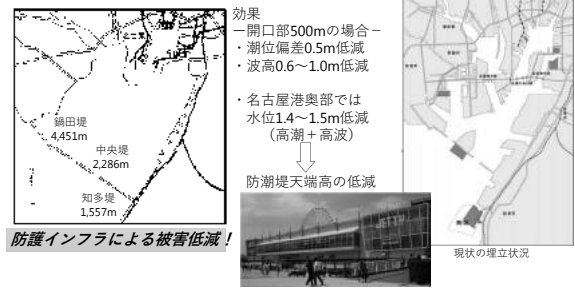 効果
ー開口部500mの場合−
・潮位偏差0.5m低減
・波高0.6～1.0m低減
・名古屋港奥部では
水位1.4～1.5m低減
（高潮＋高波）
防潮堤天端高の低減
鍋田堤
4,451m
中央堤
2,286m
知多堤
1,557m
防護インフラによる被害低減！
JETTY
現状の埋立状況